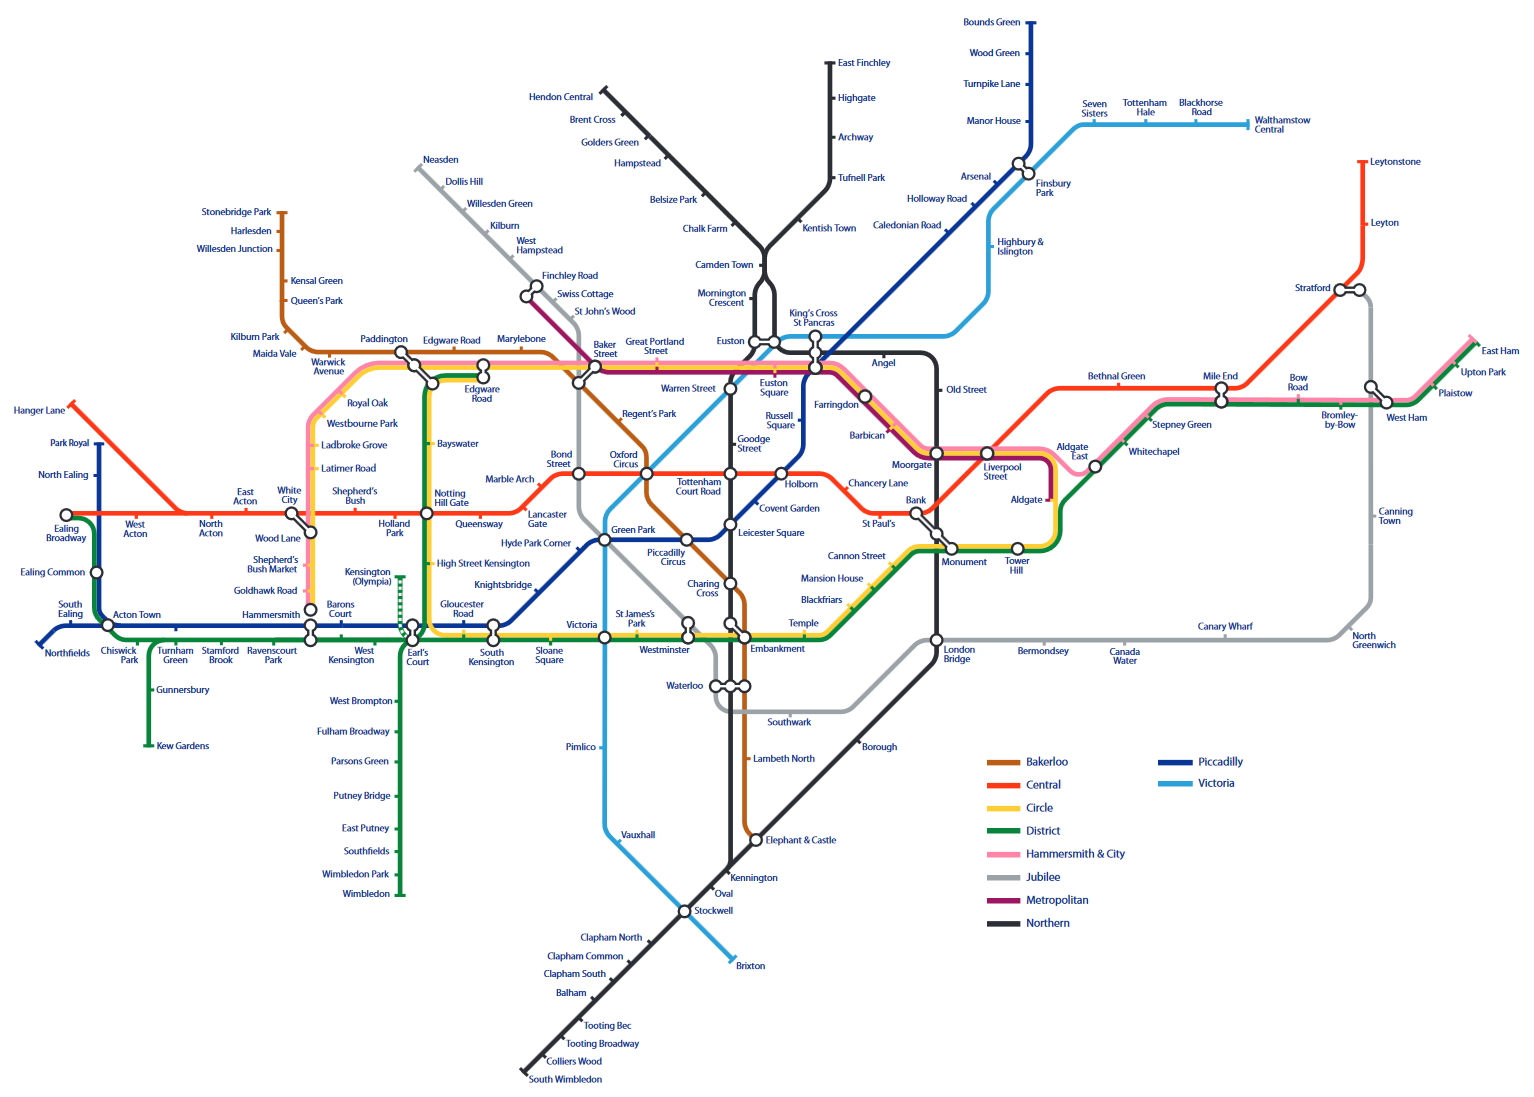 Bounds Green
Wood Green
Turnpike Lane
Manor House
East Finchley
Highgate
Archway
Tufnell Park
Kentish Town
Hendon Central
Brent Cross
Golders Green
Hampstead
Belsize Park
Chalk Farm
Camden Town
Mornington
Crescent
Seven
Sisters
Tottenham
Hale
Blackhorse
Road
Walthamstow
Central
Finsbury
Park
Arsenal
Holloway Road
Caledonian Road
Highbury &
Islington
Leytonstone
Leyton
Stratford
Neasden
Dollis Hill
Willesden Green
Kilburn
West
Hampstead
Finchley Road
Swiss Cottage
St John's Wood
Stonebridge Park
Harlesden
Willesden Junction
Kensal Green
Queen's Park
Kilburn Park
Maida Vale
Warwick
Avenue
Paddington
Edgware Road
Marylebone
Baker
Street
Great Portland
Street
Euston
King's Cross
St Pancras
Angel
Old Street
Edgware
Road
Warren Street
Euston
Square
Farringdon
Barbican
Moorgate
Liverpool
Street
Russell
Square
Regent's Park
Goodge
Street
Bethnal Green
Mile End
Bow
Road
Bromley-
by-Bow
West Ham
East Ham
Upton Park
Plaistow
Stepney Green
Whitechapel
Aldgate
East
Aldgate
Hanger Lane
Park Royal
North Ealing
Royal Oak
Westbourne Park
Ladbroke Grove
Latimer Road
Bayswater
Bond
Street
Oxford
Circus
Tottenham
Court Road
Holborn
Chancery Lane
Marble Arch
Lancaster
Gate
Queensway
Notting
Hill Gate
Holland
Park
Shepherd's
Bush
White
City
East
Acton
North
Acton
West
Acton
Ealing
Broadway
Wood Lane
Shepherd's
Bush Market
Goldhawk Road
Ealing Common
South
Ealing
Northfields
Acton Town
Chiswick
Park
Turnham
Green
Stamford
Brook
Ravenscourt
Park
Hammersmith
Barons
Court
West
Kensington
Kensington
(Olympia)
High Street Kensington
Earl's
Court
Gloucester
Road
South
Kensington
Sloane
Square
Knightsbridge
Hyde Park Corner
Green Park
Piccadilly
Circus
Leicester Square
Covent Garden
Charing
Cross
Victoria
St James's
Park
Westminster
Embankment
Temple
Blackfriars
Mansion House
Cannon Street
St Paul's
Bank
Monument
Tower
Hill
Canning
Town
Waterloo
Southwark
London
Bridge
Bermondsey
Canada
Water
Canary Wharf
North
Greenwich
Gunnersbury
Kew Gardens
West Brompton
Fulham Broadway
Parsons Green
Putney Bridge
East Putney
Southfields
Wimbledon Park
Wimbledon
Pimlico
Vauxhall
Lambeth North
Borough
Elephant & Castle
Kennington
Oval
Stockwell
Brixton
Clapham North
Clapham Common
Clapham South
Balham
Tooting Bec
Tooting Broadway
Colliers Wood
South Wimbledon
Bakerloo
Central
Circle
District
Hammersmith & City
Jubilee
Metropolitan
Northern
Piccadilly
Victoria